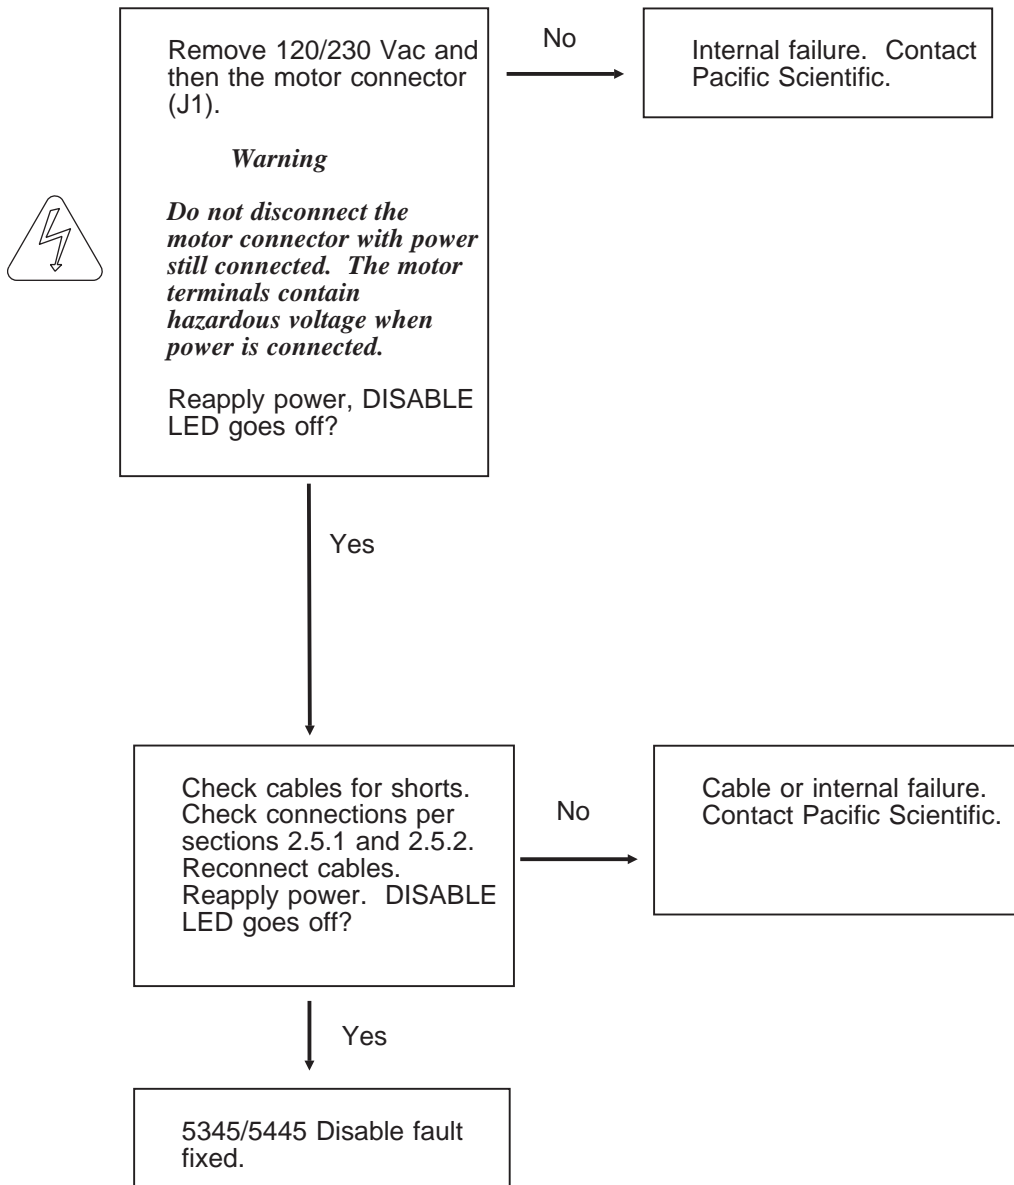 Remove 120/230 Vac and
then the motor connector
(J1).
Warning
Do not disconnect the
motor connector with power
still connected.  The motor
terminals contain
hazardous voltage when
power is connected.
Reapply power, DISABLE
LED goes off?
No
Internal failure.  Contact
Pacific Scientific.
Yes
Check cables for shorts.
Check connections per
sections 2.5.1 and 2.5.2.
Reconnect cables.
Reapply power.  DISABLE
LED goes off?
No
Cable or internal failure.
Contact Pacific Scientific.
Yes
5345/5445 Disable fault
fixed.